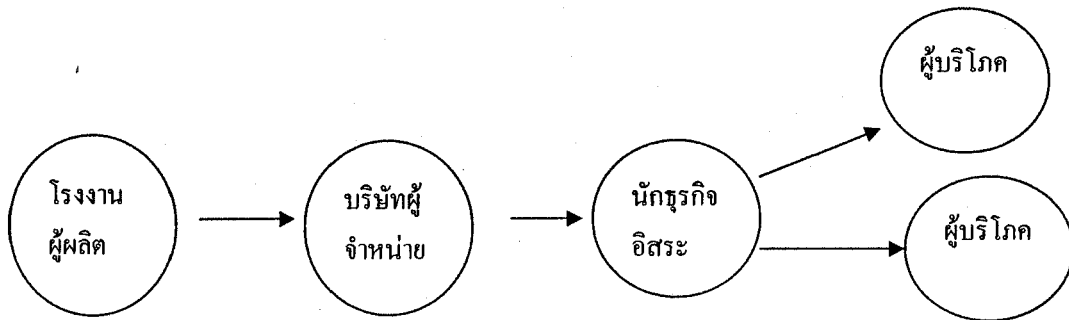 ผู้บริโภค
โรงงาน
ผู้ผลิต
บริษัทผู้
จำหน่าย
นักธุรกิจ
อิสระ
ผู้บริโภค